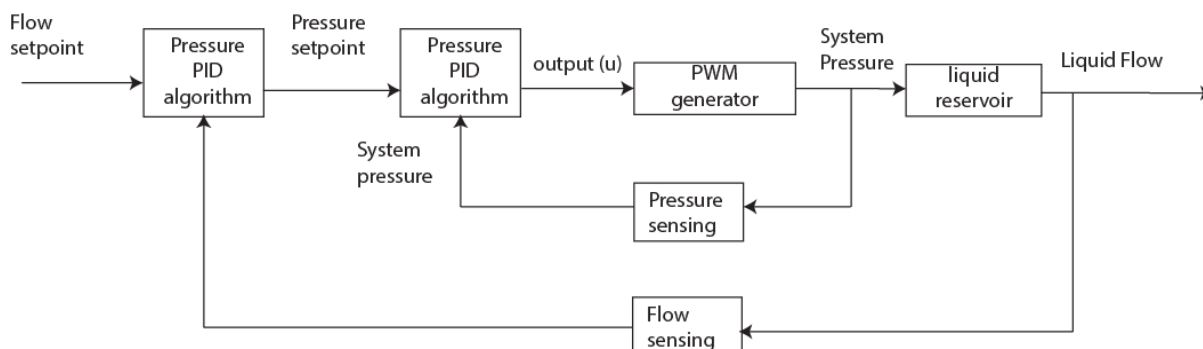 Flow
setpoint
Pressure
PID
algorithm
Pressure
setpoint
Pressure
PID
algorithm
output (u)
PWM
generator
System
Pressure
liquid
reservoir
Liquid Flow
System
pressure
Pressure
sensing
Flow
sensing